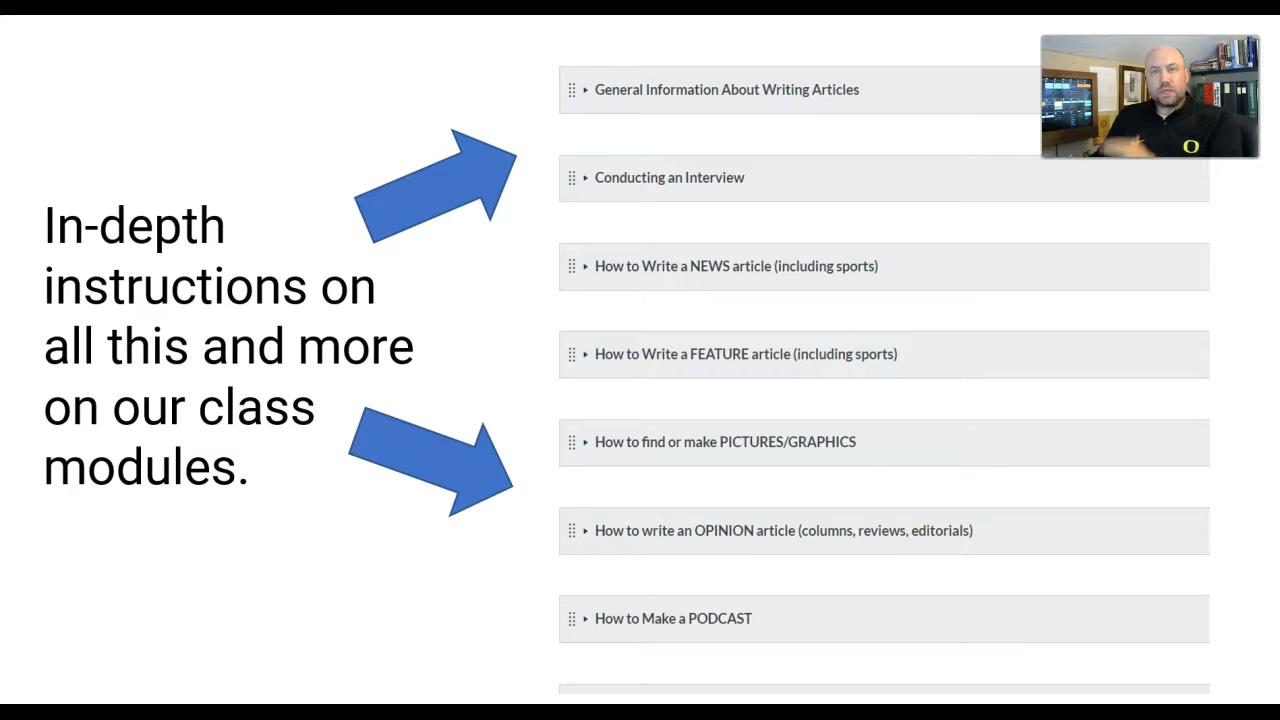 In-depth
instructions on
all this and more
on our class
modules.
General Information About Writing Articles
Conducting an Interview
How to Write a NEWS article (including sports)
How to Write a FEATURE article (including sports)
How to find or make PICTURES/GRAPHICS
How to write an OPINION article (columns, reviews, editorials)
How to Make a PODCAST
O